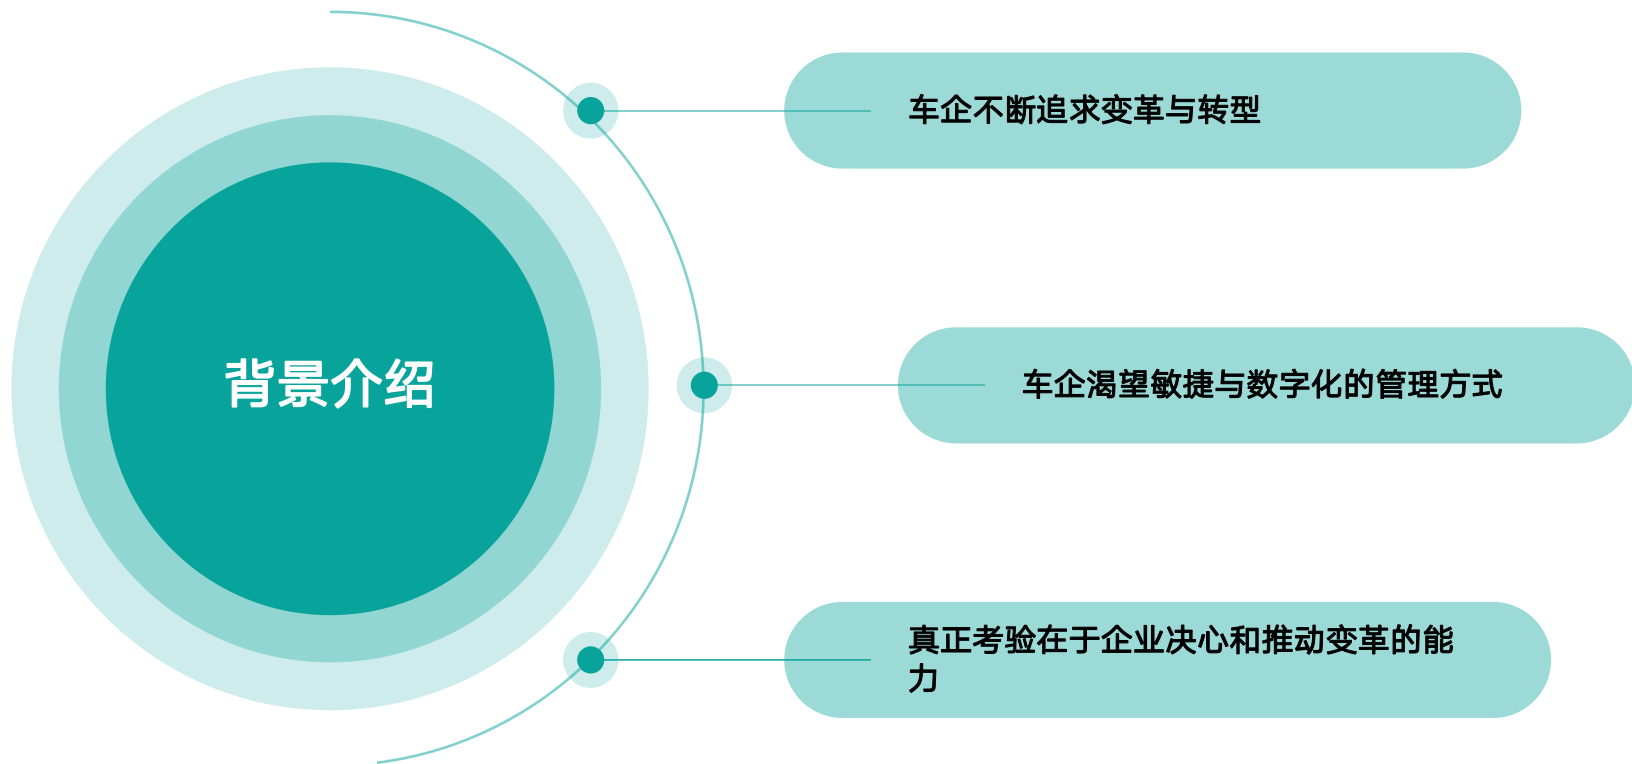 背景介绍
车企不断追求变革与转型
车企渴望敏捷与数字化的管理方式
真正考验在于企业决心和推动变革的能
力